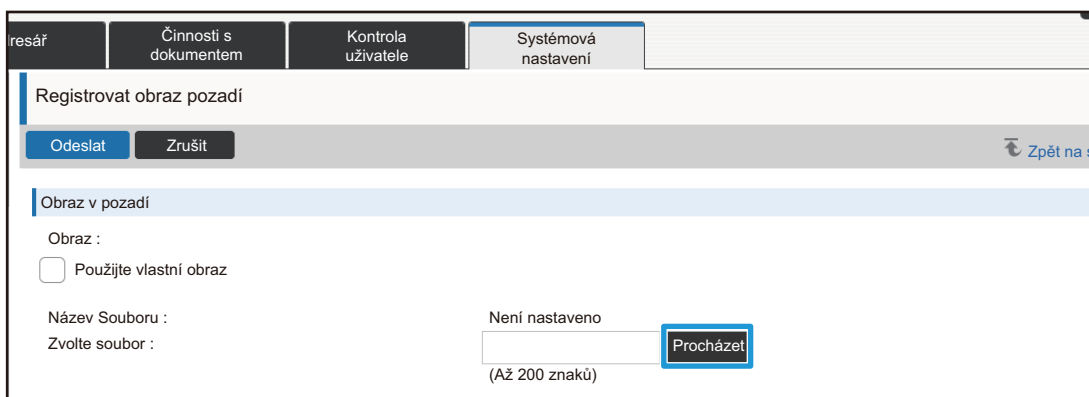 resář
Činnosti s
dokumentem
Kontrola
uživatele
Systémová
nastavení
Registrovat obraz pozadí
Odeslat Zrušit Zpět na s
Obraz v pozadí
Obraz :
Použijte vlastní obraz
Název Souboru : Není nastaveno
Zvolte soubor : Procházet
(Až 200 znaků)